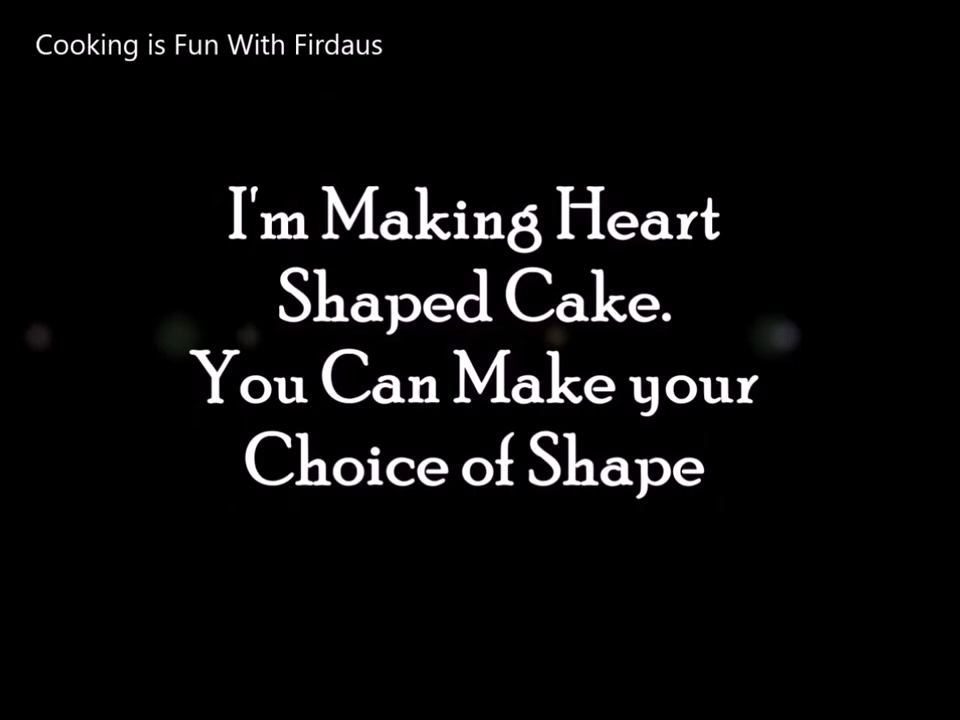 Cooking is Fun With Firdaus
I'm Making Heart
Shaped Cake.
You Can Make your
Choice of Shape